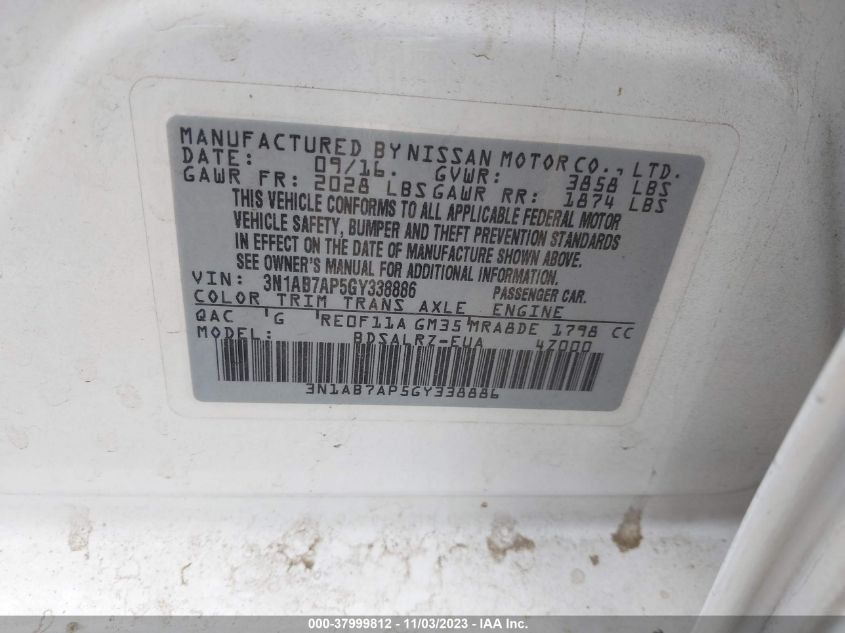 MANUFACTURED BY NISSAN MOTOR CO., LTD.
DATE: 09/16. GVWR: 3858 LBS
GAWR FR: 2028 LBS GAWR RR: 1874 LBS
THIS VEHICLE CONFORMS TO ALL APPLICABLE FEDERAL MOTOR
VEHICLE SAFETY, BUMPER AND THEFT PREVENTION STANDARDS
IN EFFECT ON THE DATE OF MANUFACTURE SHOWN ABOVE.
SEE OWNER'S MANUAL FOR ADDITIONAL INFORMATION.
VIN: 3N1AB7AP5GY338886 PASSENGER CAR.
COLOR TRIM TRANS AXLE ENGINE
QAC 'G 'RE0F11A GM35'MRA8DE 1798 CC
MODEL: BDSALRZ-EUA 4Z000
3N1AB7AP5GY338886
000-37999812 - 11/03/2023 - IAA Inc.